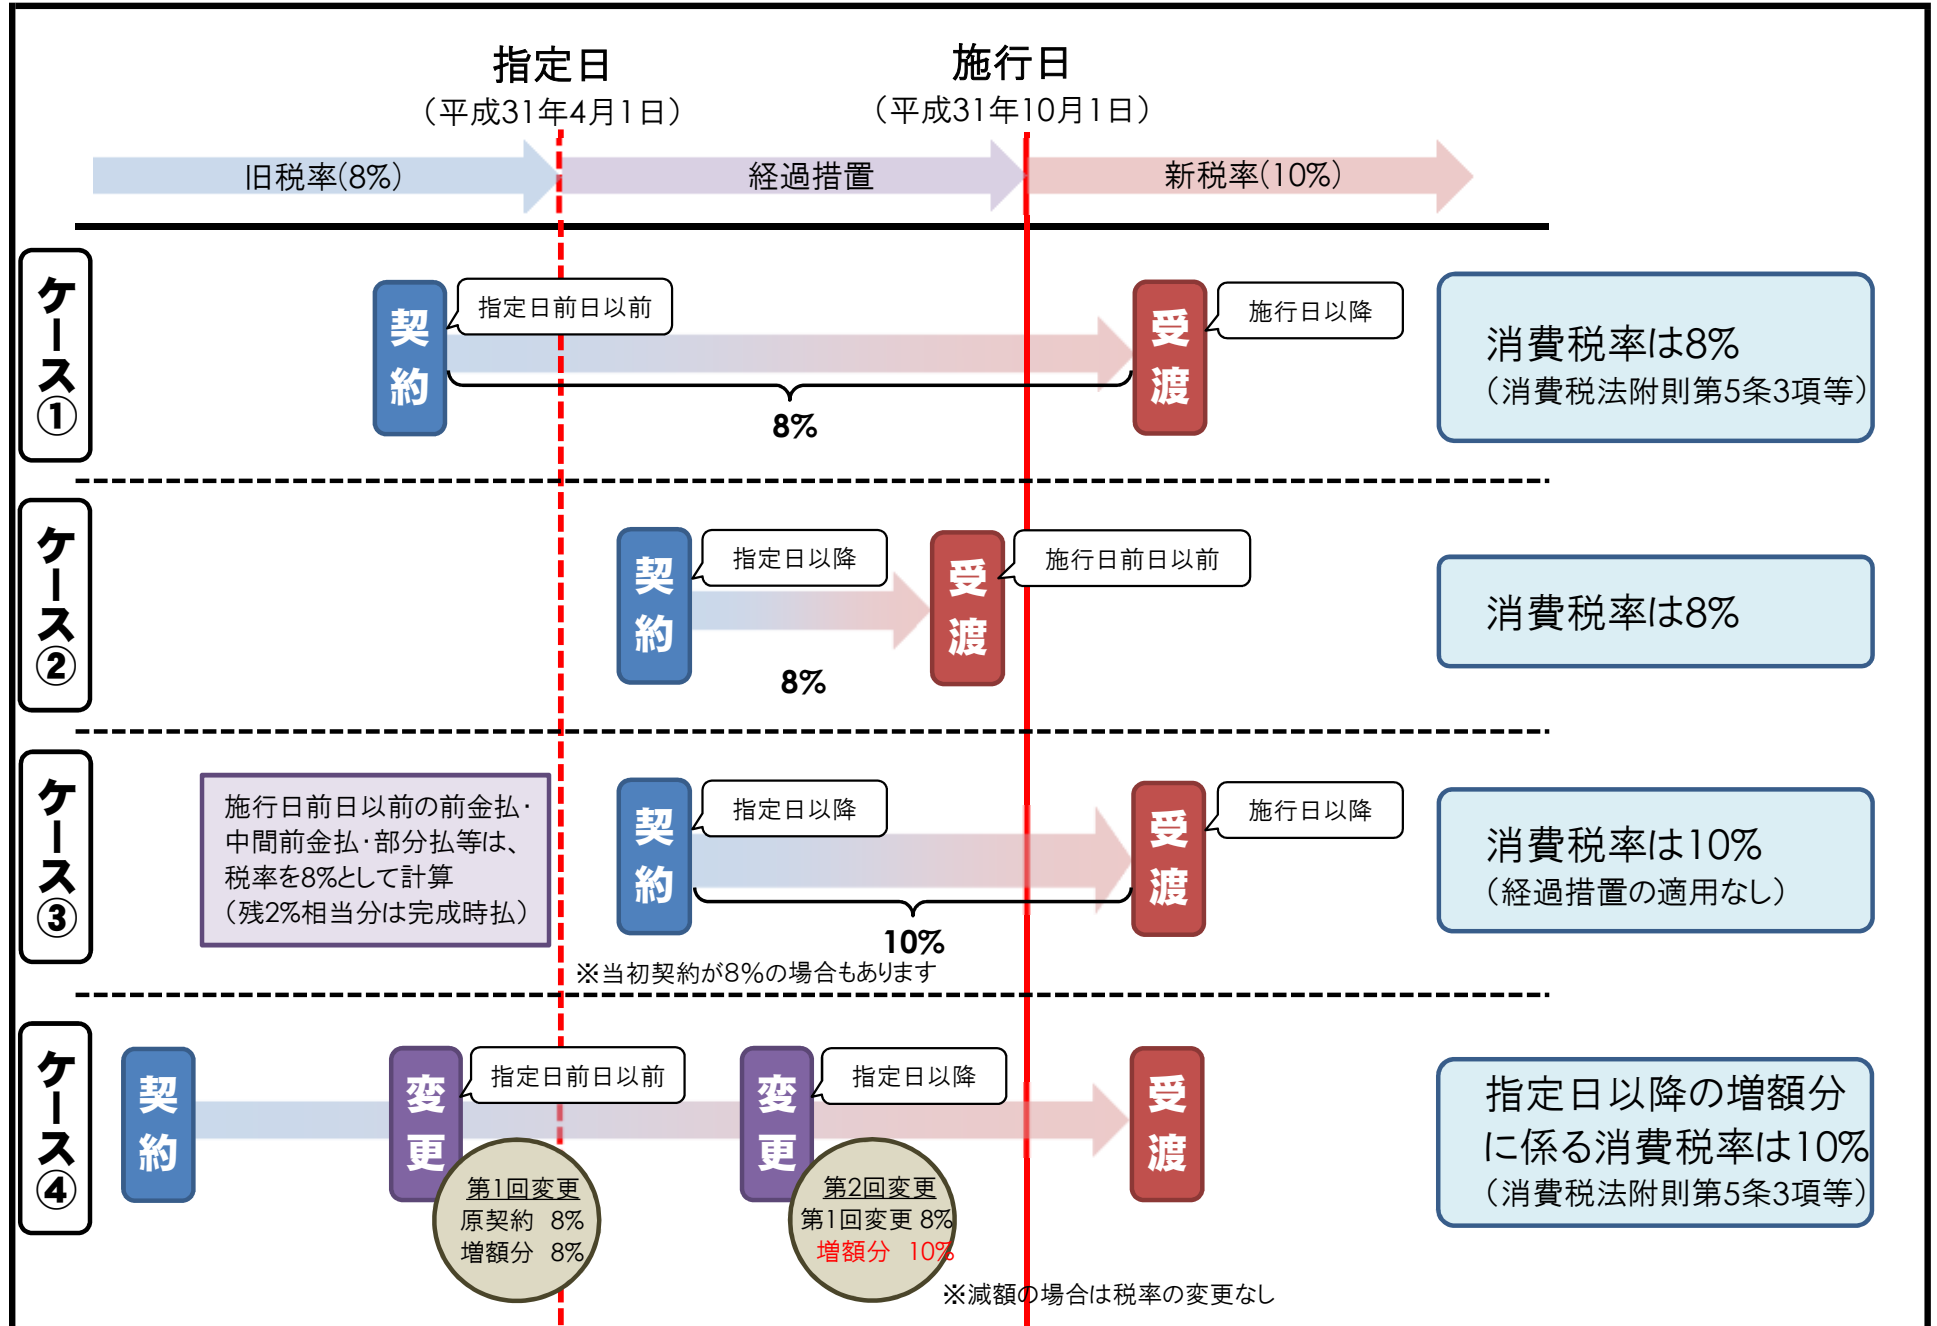 指定日
（平成31年4月1日）
施行日
（平成31年10月1日）
旧税率(8%)
経過措置
新税率(10%)
ケース①
契約
指定日前日以前
8%
受渡
施行日以降
消費税率は8%
（消費税法附則第5条3項等）
ケース②
契約
指定日以降
8%
受渡
施行日前日以前
消費税率は8%
ケース③
施行日前日以前の前金払・
中間前金払・部分払等は、
税率を8%として計算
（残2%相当分は完成時払）
契約
指定日以降
10%
※当初契約が8%の場合もあります
受渡
施行日以降
消費税率は10%
（経過措置の適用なし）
ケース④
契約
変更
指定日前日以前
第1回変更
原契約 8%
増額分 8%
変更
指定日以降
第2回変更
第1回変更 8%
増額分 10%
受渡
※減額の場合は税率の変更なし
指定日以降の増額分
に係る消費税率は10%
（消費税法附則第5条3項等）